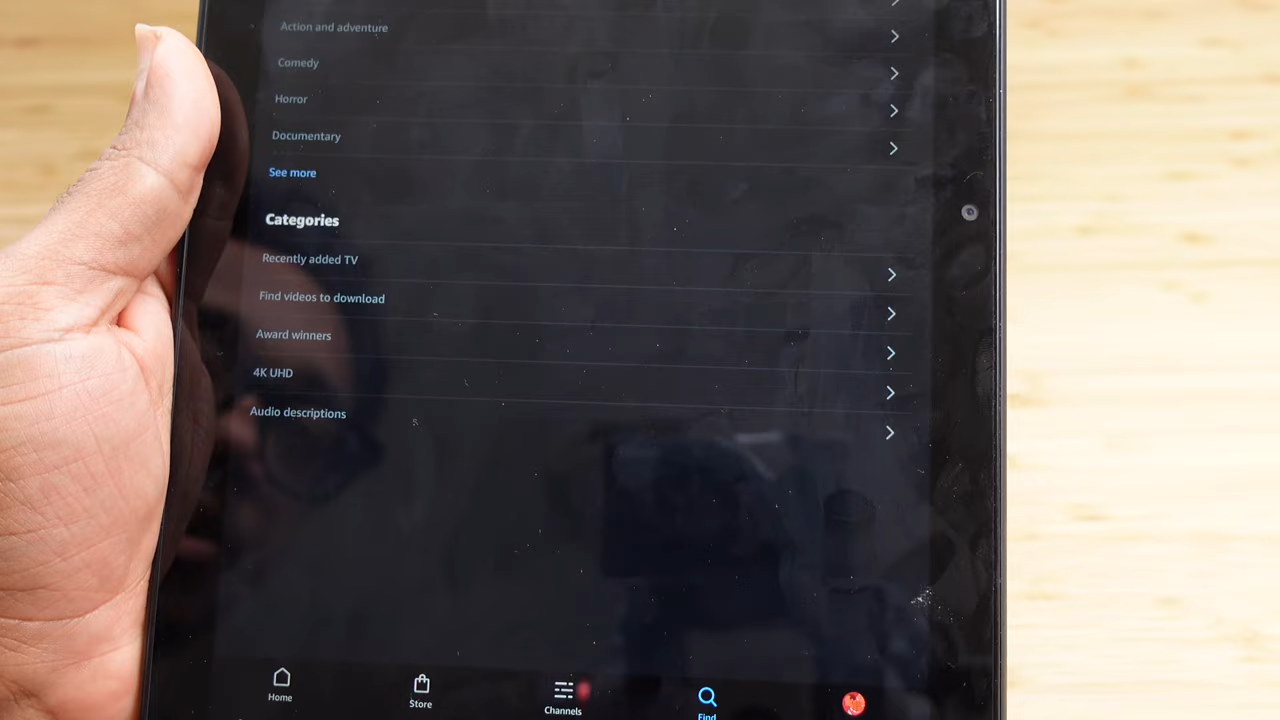 Action and adventure
Comedy
Horror
Documentary
See more
Categories
Recently added TV
Find videos to download
Award winners
4K UHD
Audio descriptions
Home
Store
Channels
Find